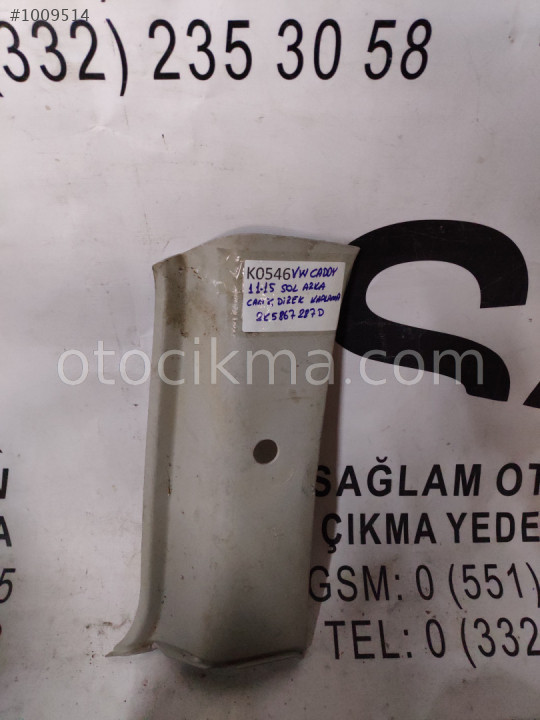 #1009514
(332) 235 30 58
K0546 VW CADDY
11-15 SOL ARKA
DİREK KAPLAMA
2K5867287D
otocikma.com
SAĞLAM OT
ÇIKMA YEDE
GSM: 0 (551)
TEL: 0 (332
N
A
5